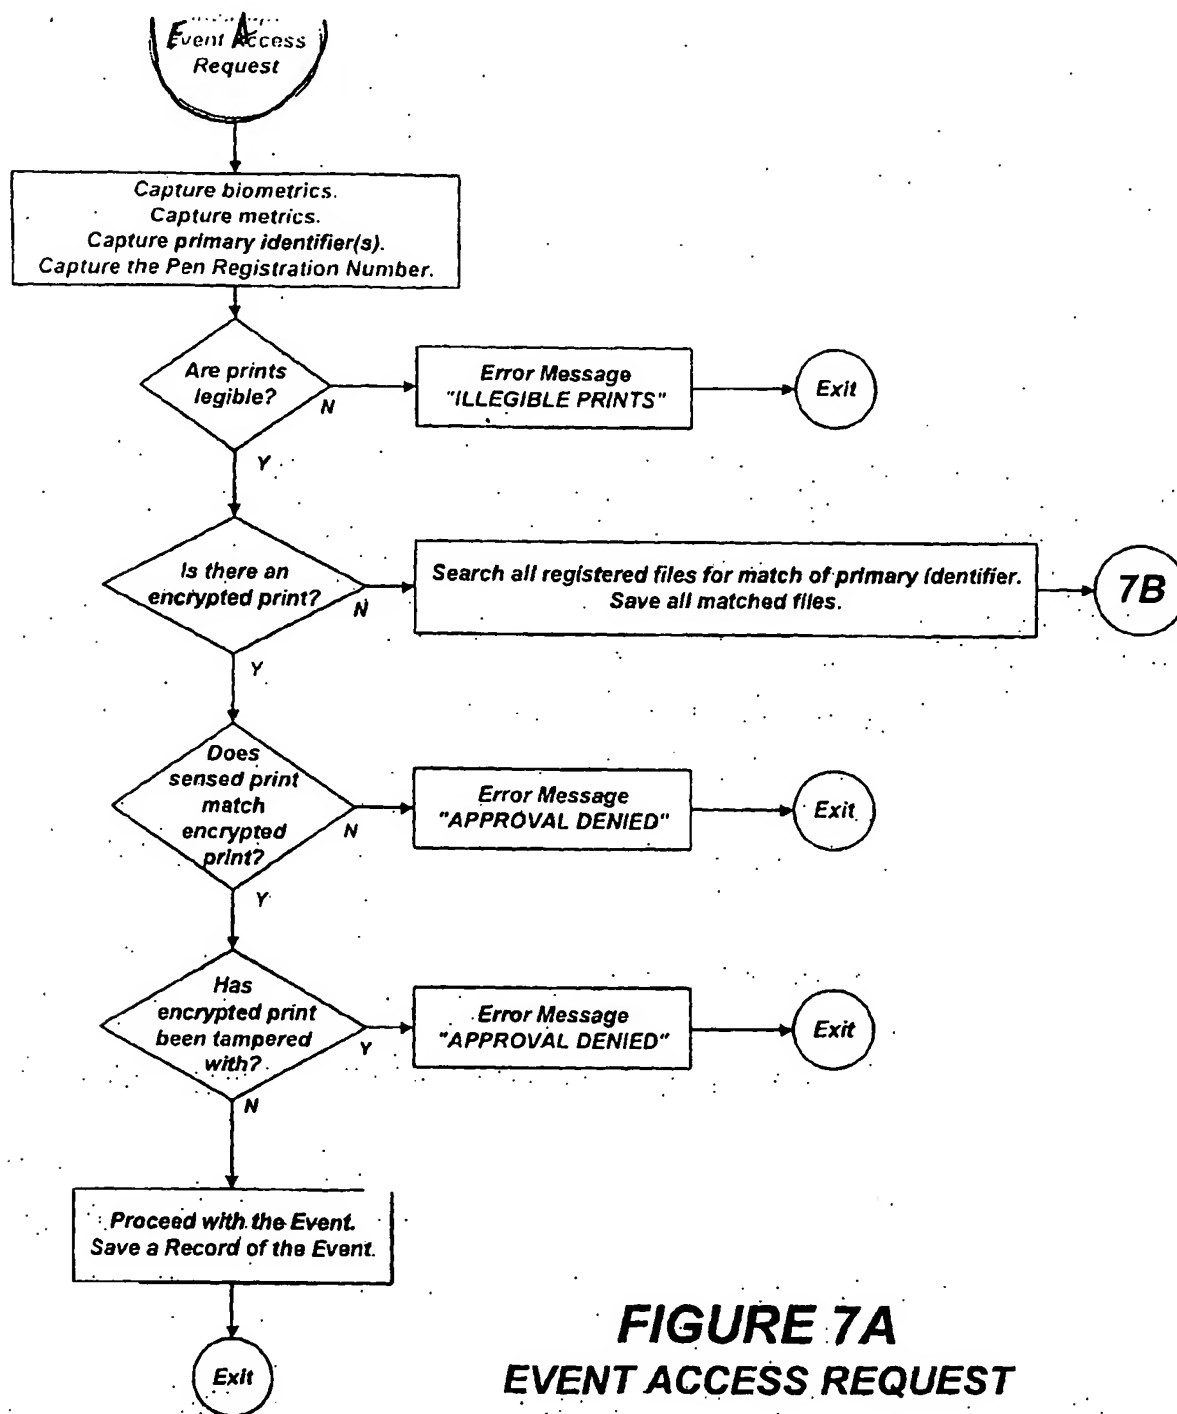 Event Access
Request
Capture biometrics.
Capture metrics.
Capture primary identifier(s).
Capture the Pen Registration Number.
Are prints
legible?
N
Error Message
"ILLEGIBLE PRINTS"
Exit
Y
Is there an
encrypted print?
N
Search all registered files for match of primary identifier.
Save all matched files.
7B
Y
Does
sensed print
match
encrypted
print?
N
Error Message
"APPROVAL DENIED"
Exit
Y
Has
encrypted print
been tampered
with?
Y
Error Message
"APPROVAL DENIED"
Exit
N
Proceed with the Event.
Save a Record of the Event.
Exit
FIGURE 7A
EVENT ACCESS REQUEST